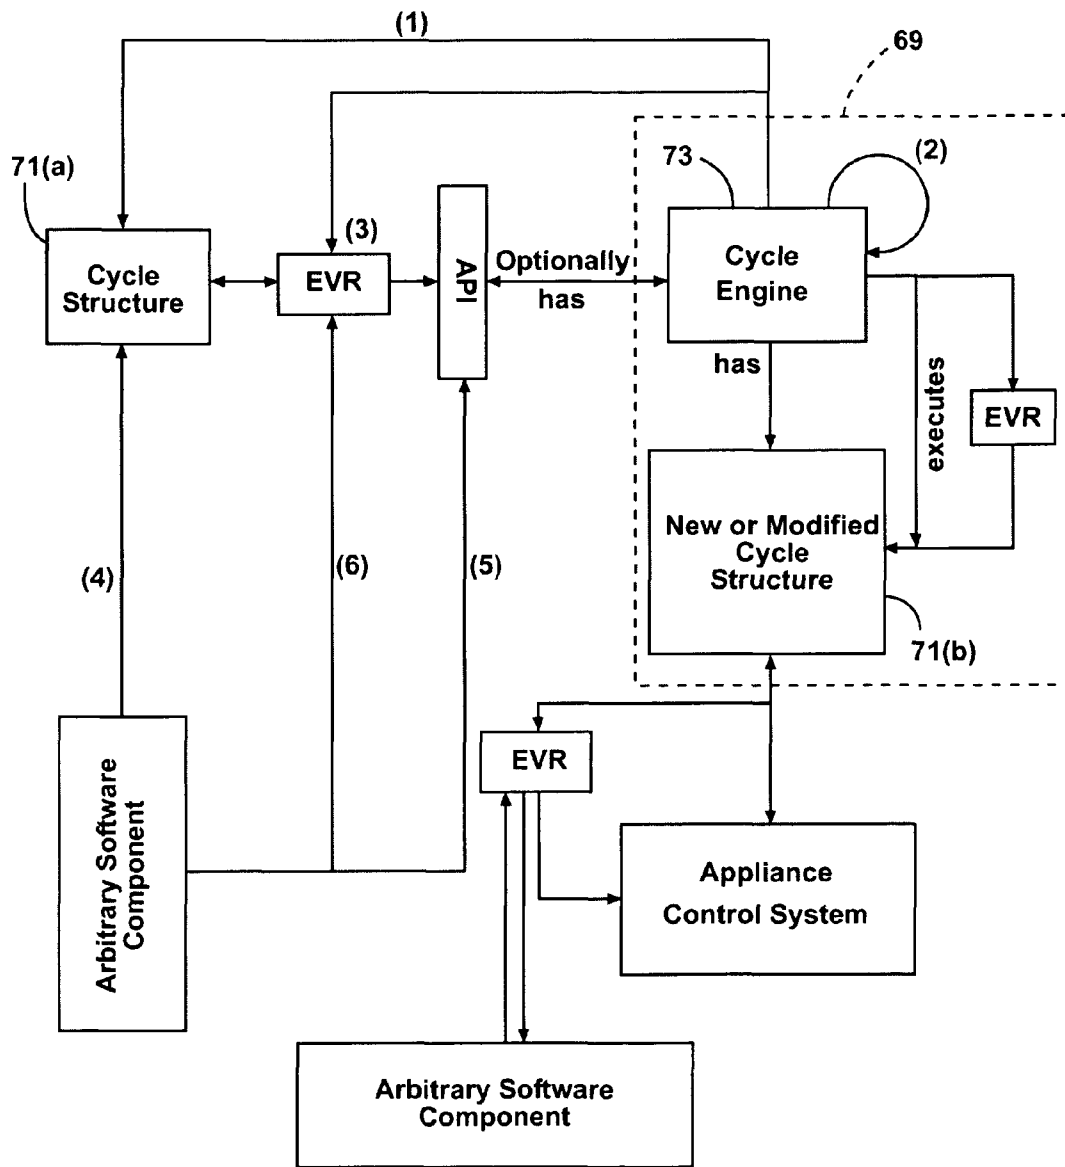 (1)
69
71(a)
73
(2)
(3)
Cycle
Structure
EVR
API
Optionally
has
Cycle
Engine
has
executes
EVR
New or Modified
Cycle
Structure
(4)
(6)
(5)
71(b)
EVR
Arbitrary Software
Component
Appliance
Control System
Arbitrary Software
Component